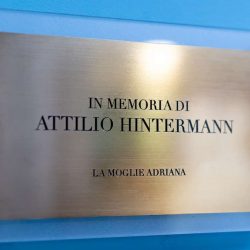 IN MEMORIA DI
ATTILIO HINTERMANN
LA MOGLIE ADRIANA